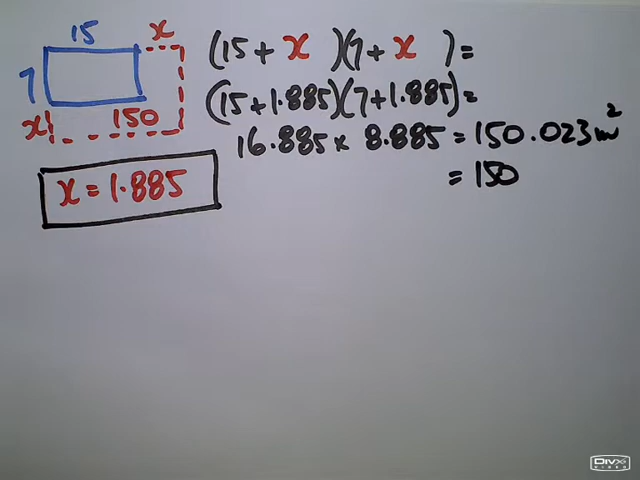 15 x
(15 + x )(7 + x ) =
7
(15 + 1.885)(7 + 1.885) =
x 150
16.885 × 8.885 = 150.023m²
x = 1.885
= 150
DivX
VIDEO